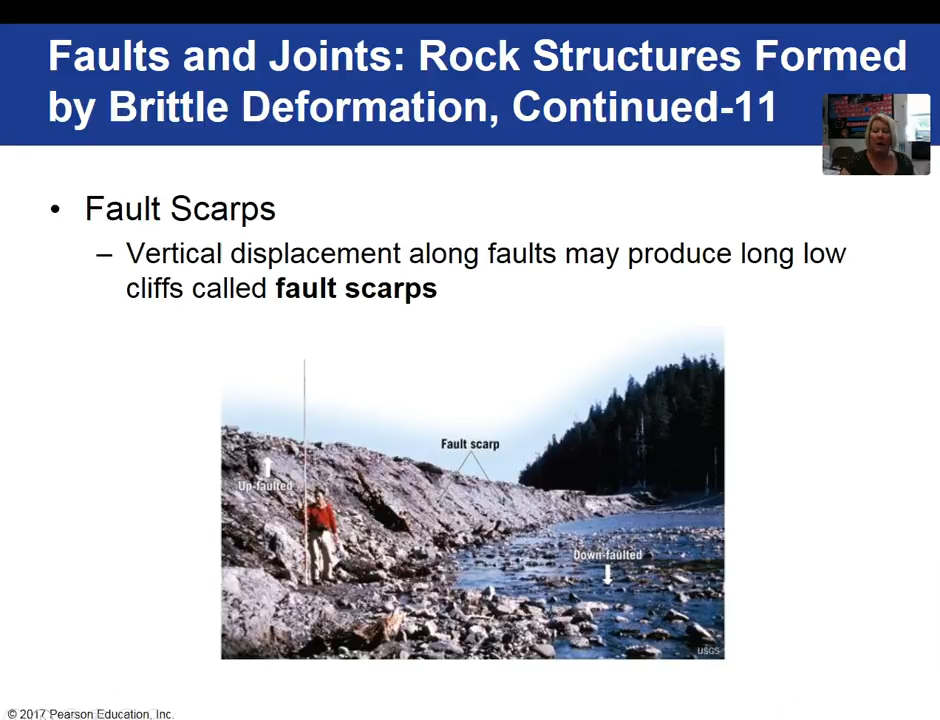 Faults and Joints: Rock Structures Formed
by Brittle Deformation, Continued-11
• Fault Scarps
– Vertical displacement along faults may produce long low
cliffs called fault scarps
Fault scarp
Up-faulted
Down-faulted
USGS
© 2017 Pearson Education, Inc.